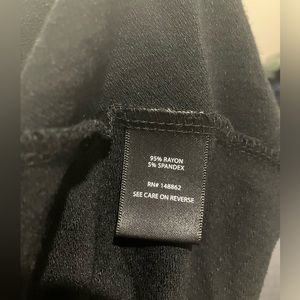 95% RAYON
5% SPANDEX
RN# 148862
SEE CARE ON REVERSE